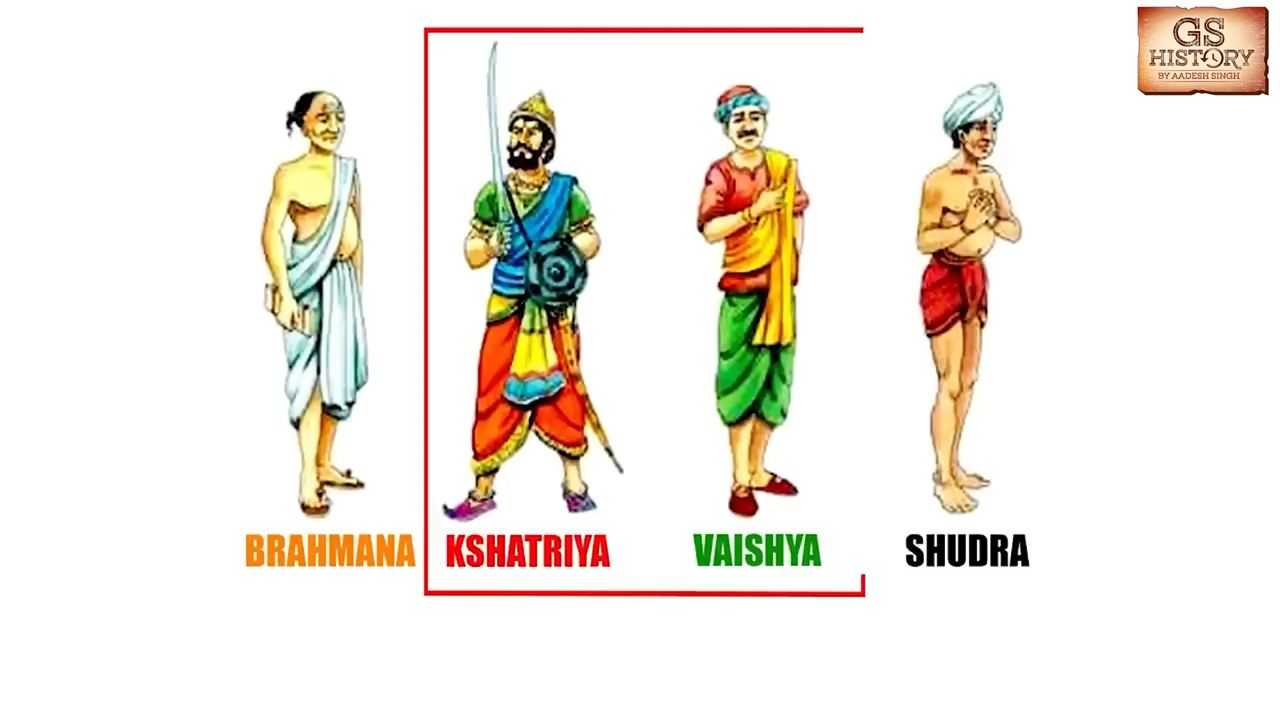 GS
HISTORY
BY AADESH SINGH
BRAHMANA
KSHATRIYA
VAISHYA
SHUDRA